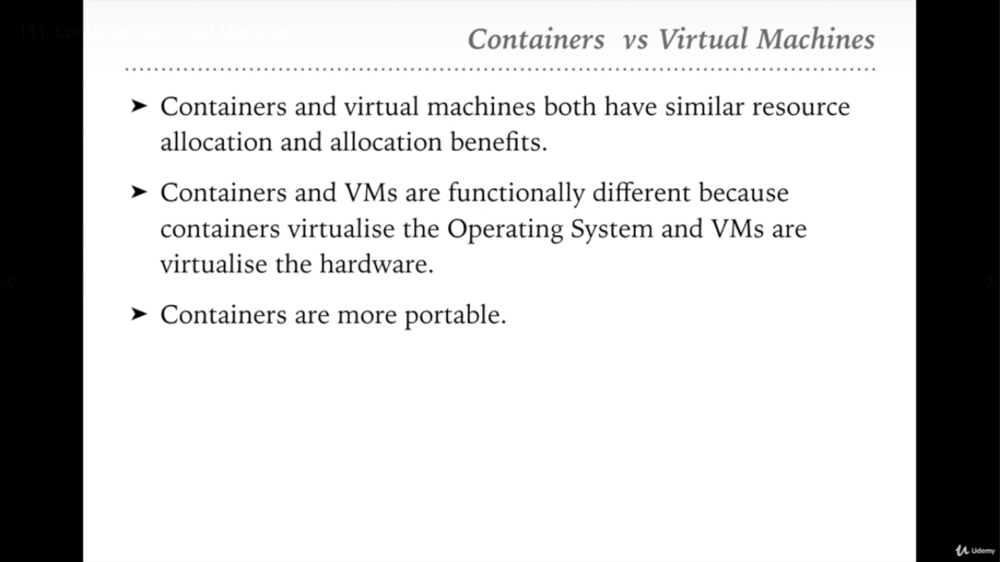 131. Containers vs Virtual Machines
Containers vs Virtual Machines
➤ Containers and virtual machines both have similar resource
allocation and allocation benefits.
➤ Containers and VMs are functionally different because
containers virtualise the Operating System and VMs are
virtualise the hardware.
➤ Containers are more portable.
Udemy